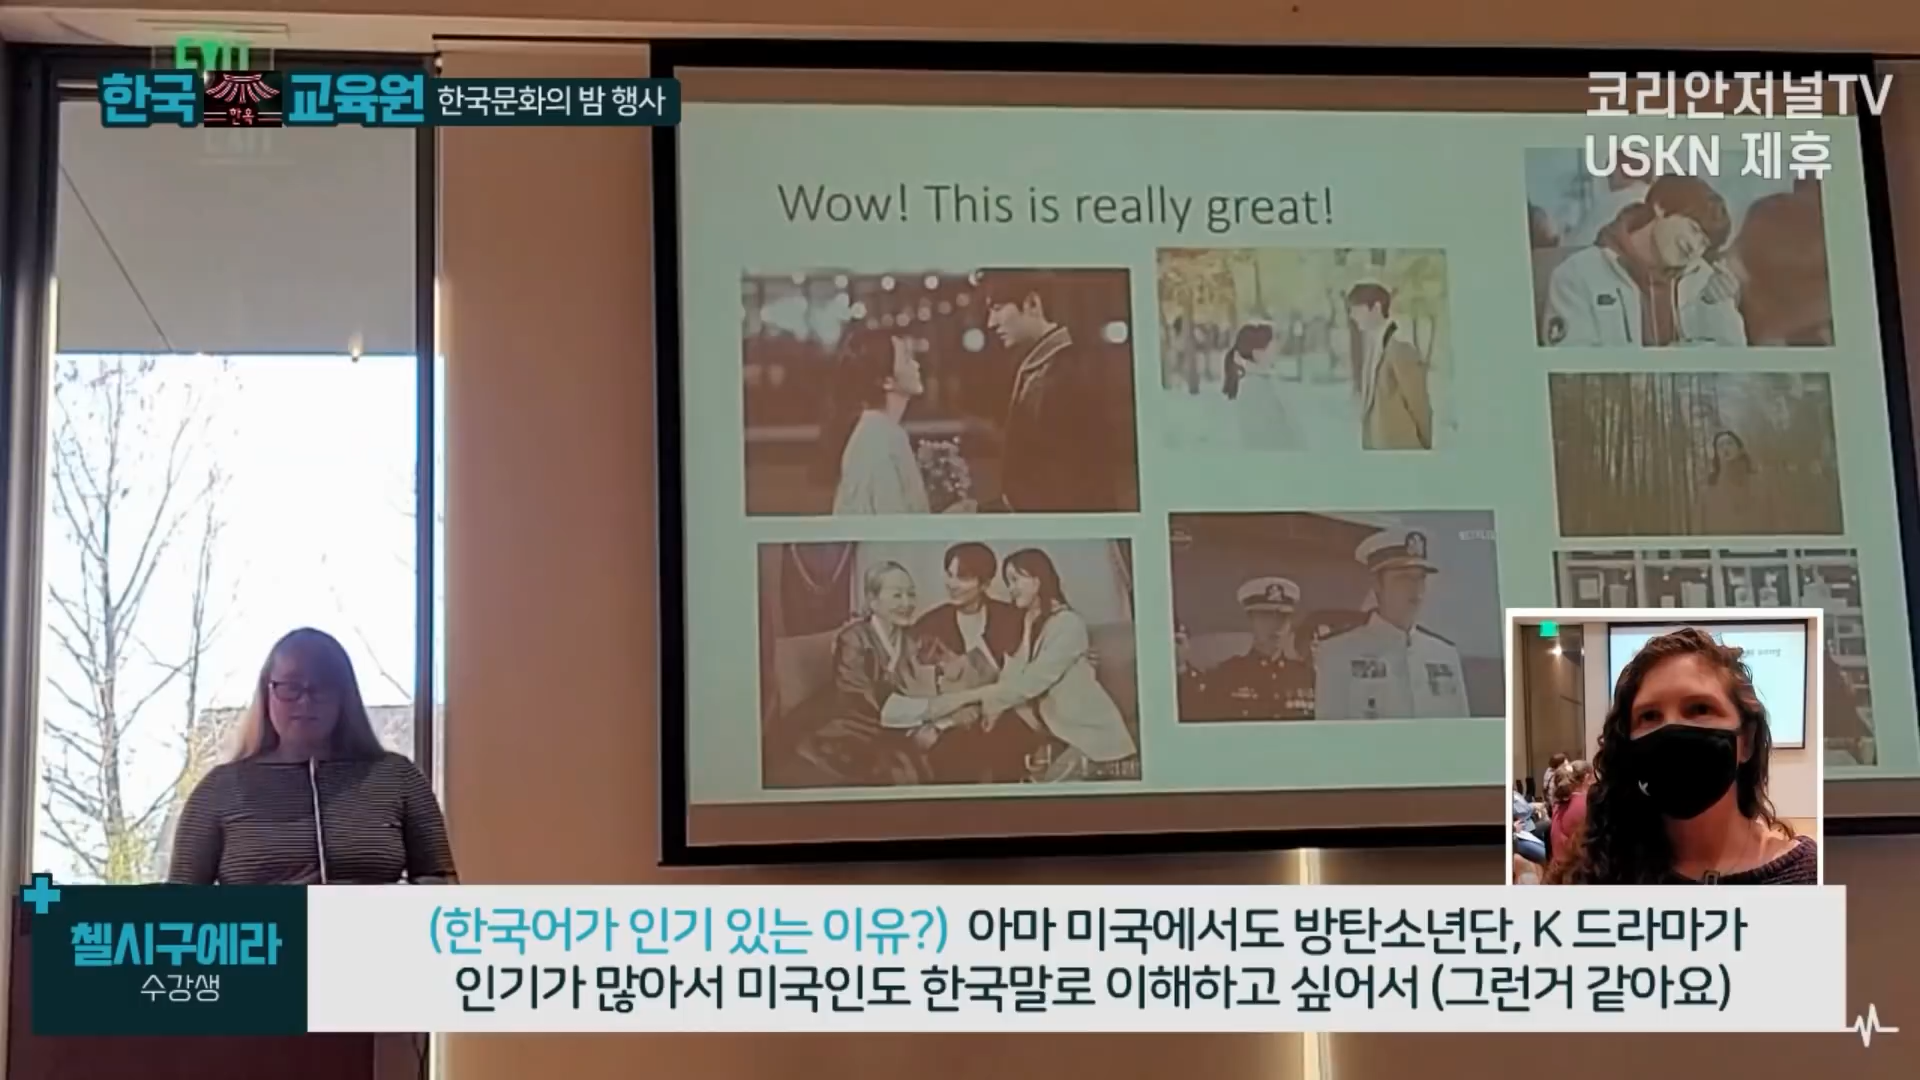 EXIT
한국 한옥 교육원 한국문화의 밤 행사
코리안저널TV
USKN 제휴
Wow! This is really great!
첼시구에라
수강생
(한국어가 인기 있는 이유?) 아마 미국에서도 방탄소년단, K 드라마가
인기가 많아서 미국인도 한국말로 이해하고 싶어서 (그런거 같아요)